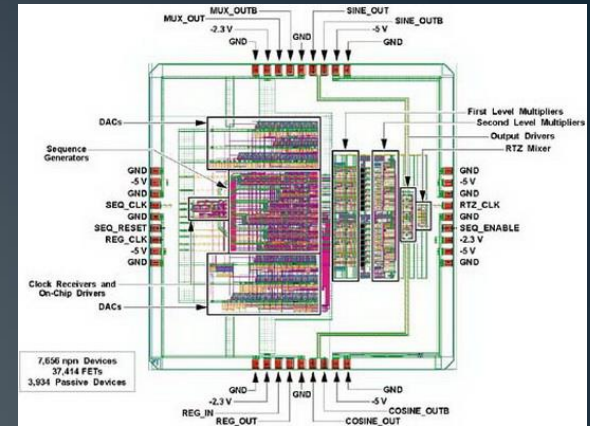 MUX_OUTB
SINE_OUT
MUX_OUT
SINE_OUTB
-2.3 V
-5 V
GND
GND
GND
DACs
First Level Multipliers
Second Level Multipliers
Output Drivers
RTZ Mixer
Sequence
Generators
GND
-5 V
GND
SEQ_CLK
GND
SEQ_RESET
REG_CLK
-5 V
GND
GND
-5 V
GND
RTZ_CLK
GND
SEQ_ENABLE
-2.3 V
-5 V
GND
Clock Receivers and
On-Chip Drivers
DACs
7,656 npn Devices
37,414 FETs
3,934 Passive Devices
GND
GND
GND
-2.3 V
-5 V
REG_IN
COSINE_OUTB
REG_OUT
COSINE_OUT